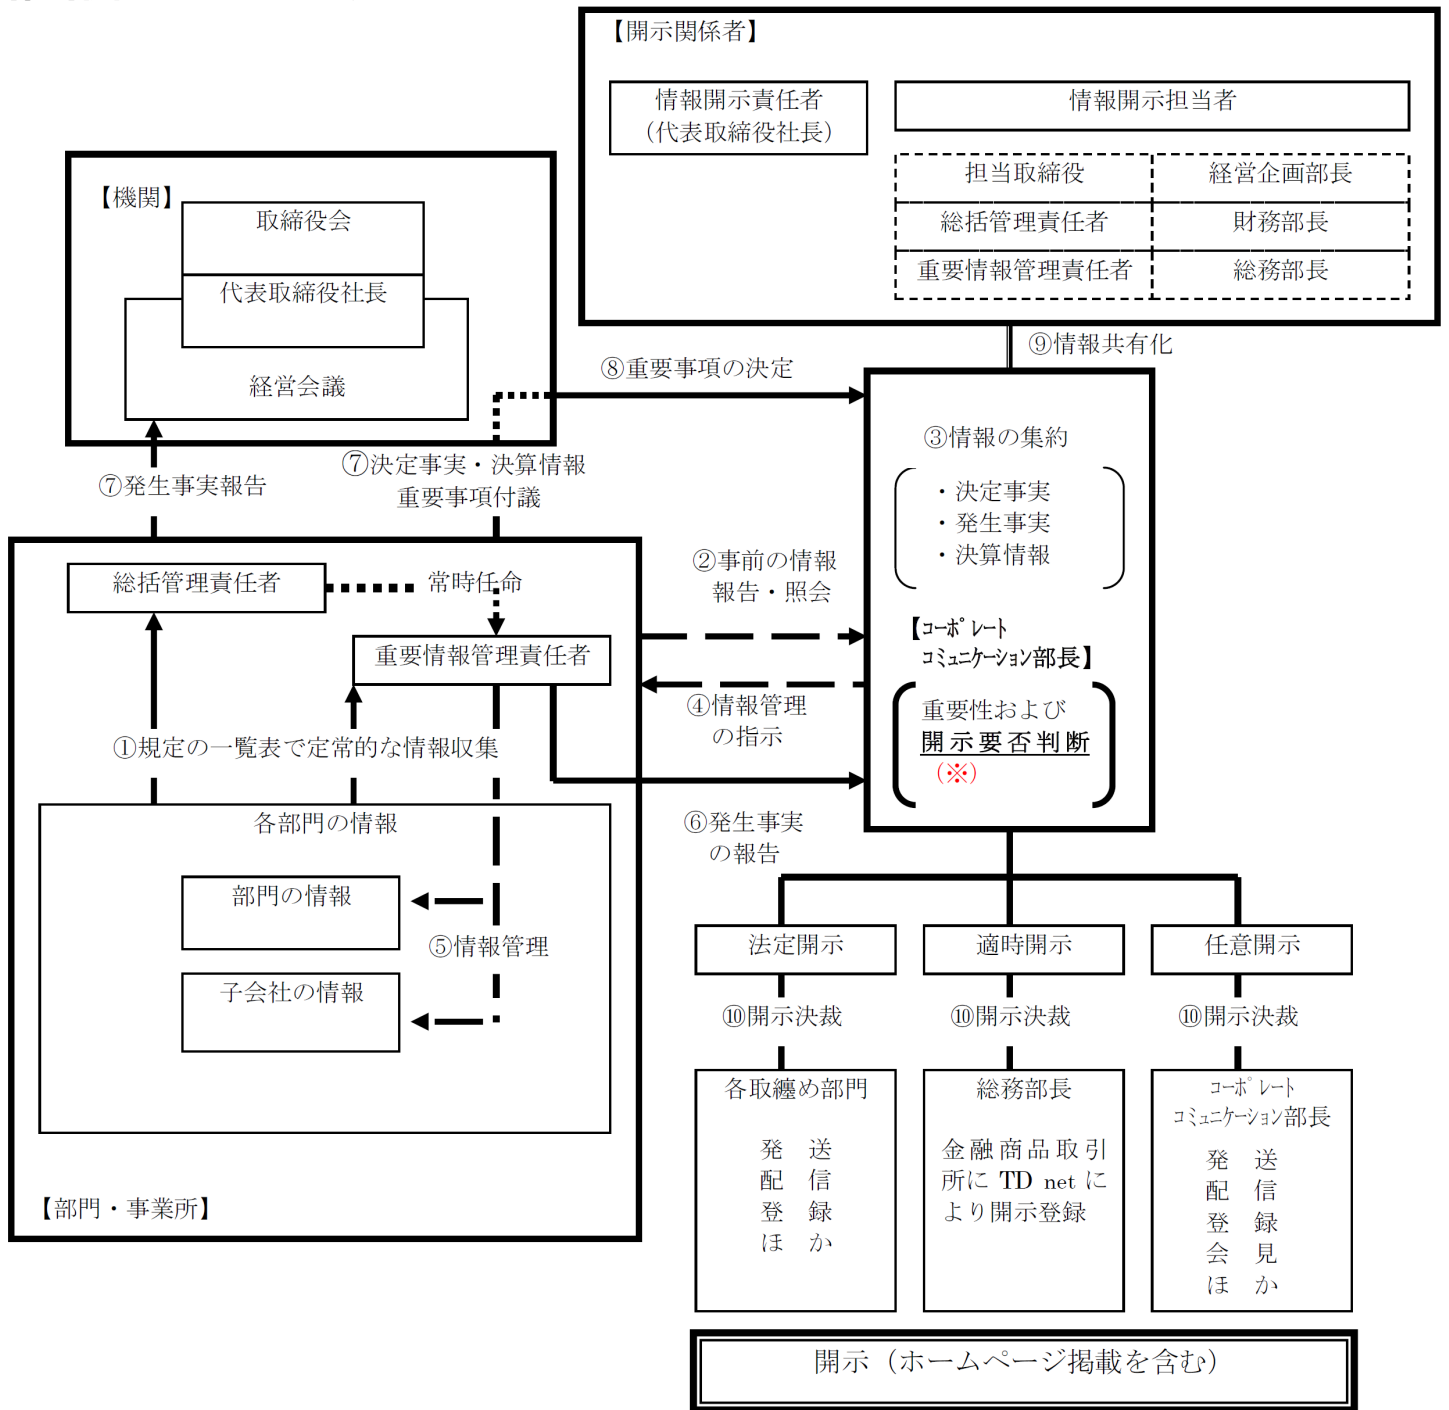 【開示関係者】
情報開示責任者
（代表取締役社長）
情報開示担当者
担当取締役
経営企画部長
総括管理責任者
財務部長
重要情報管理責任者
総務部長
【機関】
取締役会
代表取締役社長
経営会議
⑨情報共有化
⑧重要事項の決定
⑦発生事実報告
⑦決定事実・決算情報
重要事項付議
③情報の集約
・決定事実
・発生事実
・決算情報
【コーポレート
コミュニケーション部長】
重要性および
開示要否判断
（※）
②事前の情報
報告・照会
④情報管理
の指示
⑥発生事実
の報告
総括管理責任者
常時任命
重要情報管理責任者
①規定の一覧表で定常的な情報収集
各部門の情報
部門の情報
⑤情報管理
子会社の情報
【部門・事業所】
法定開示
適時開示
任意開示
⑩開示決裁
⑩開示決裁
⑩開示決裁
各取纏め部門
発　送
配　信
登　録
ほ　か
総務部長
金融商品取引
所に TD net に
より開示登録
コーポレート
コミュニケーション部長
発　送
配　信
登　録
会　見
ほ　か
開示（ホームページ掲載を含む）